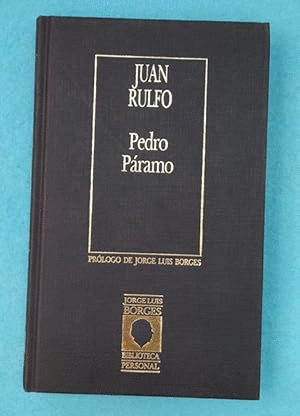 JUAN
RULFO
Pedro
Páramo
PRÓLOGO DE JORGE LUIS BORGES
JORGE LUIS
BORGES
BIBLIOTECA
PERSONAL